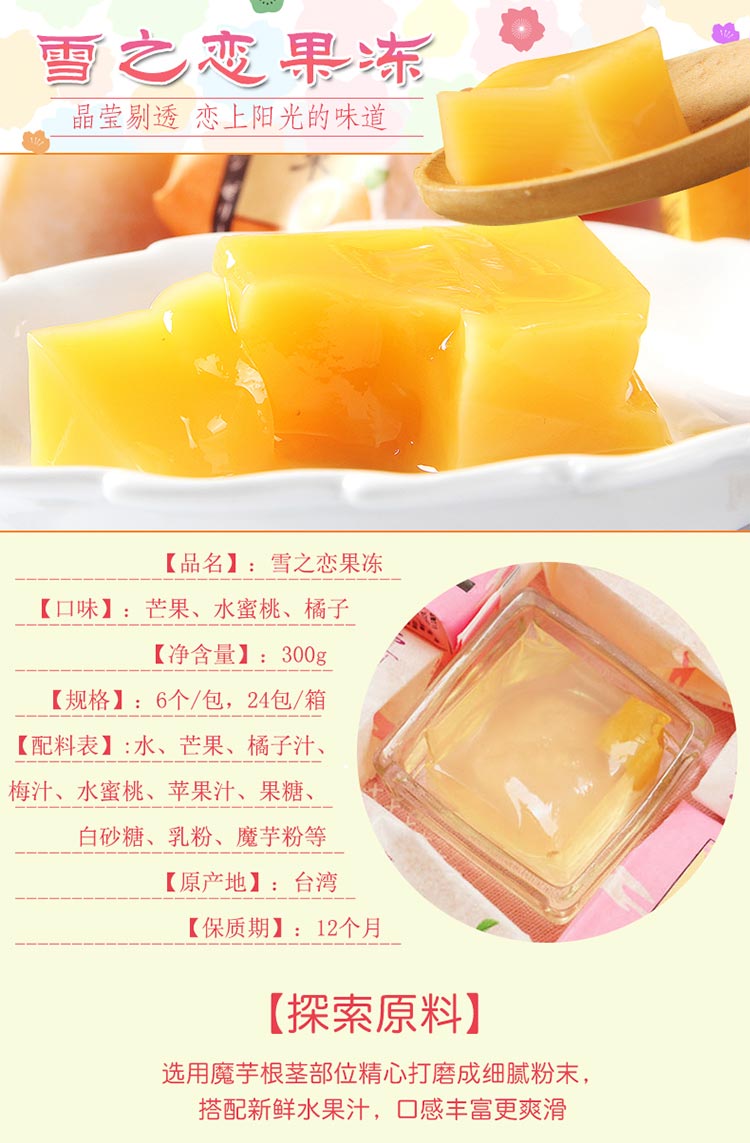 雪之恋果冻
晶莹剔透 恋上阳光的味道
【品名】：雪之恋果冻
【口味】：芒果、水蜜桃、橘子
【净含量】：300g
【规格】：6个/包，24包/箱
【配料表】:水、芒果、橘子汁、
梅汁、水蜜桃、苹果汁、果糖、
白砂糖、乳粉、魔芋粉等
【原产地】：台湾
【保质期】：12个月
【探索原料】
选用魔芋根茎部位精心打磨成细腻粉末，
搭配新鲜水果汁，口感丰富更爽滑